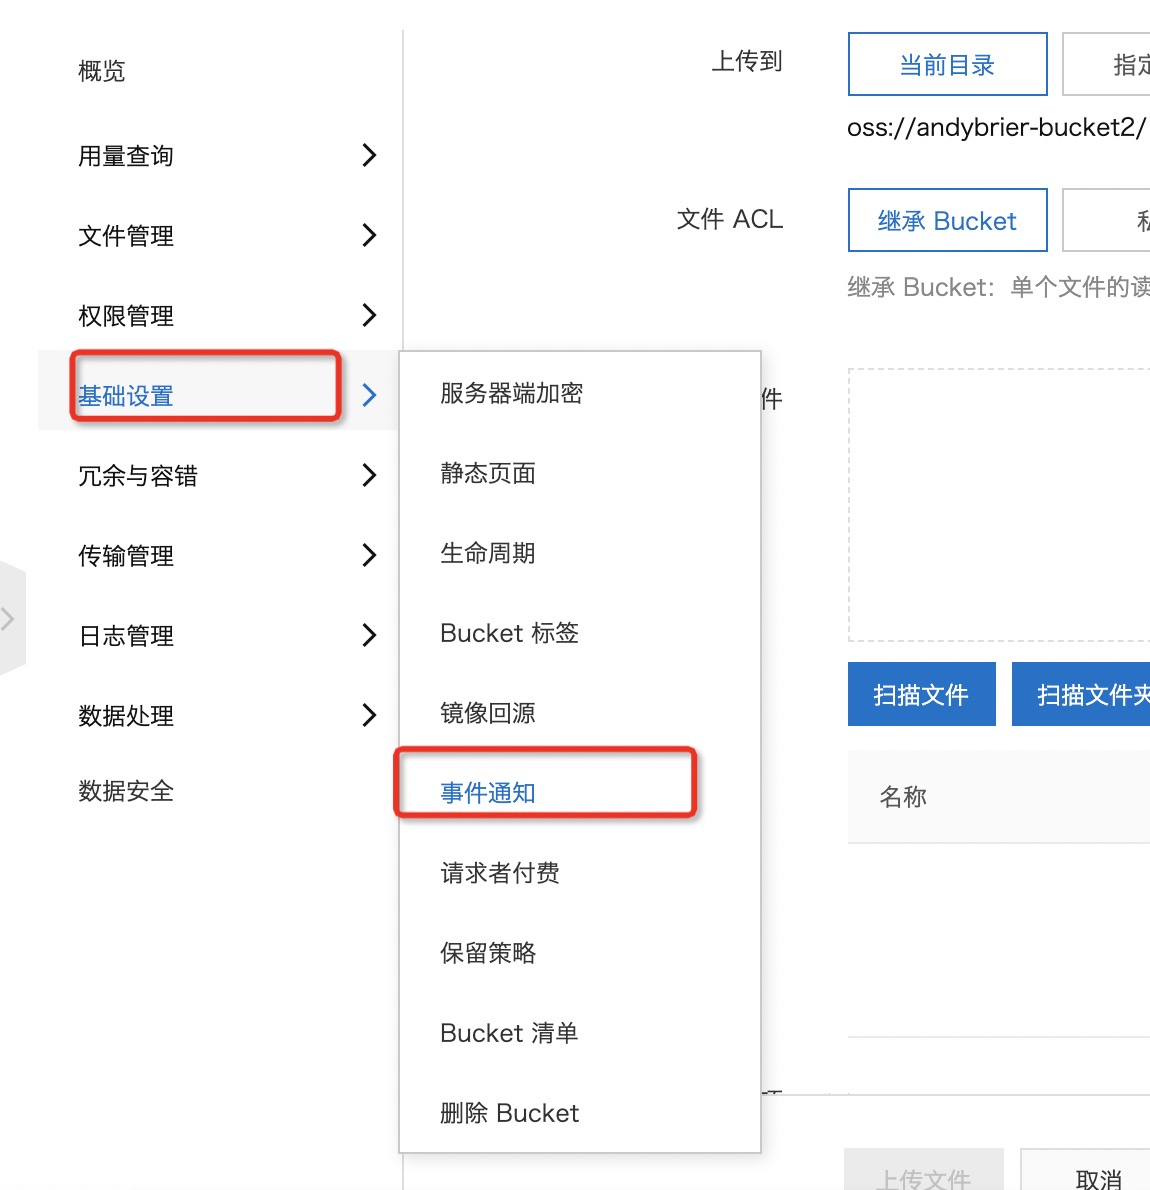 概览
用量查询
文件管理
权限管理
基础设置
冗余与容错
传输管理
日志管理
数据处理
数据安全
服务器端加密
静态页面
生命周期
Bucket 标签
镜像回源
事件通知
请求者付费
保留策略
Bucket 清单
删除 Bucket
上传到
当前目录
指定
oss://andybrier-bucket2/
文件 ACL
继承 Bucket
私
继承 Bucket：单个文件的读
件
扫描文件
扫描文件夹
名称
上传文件
取消